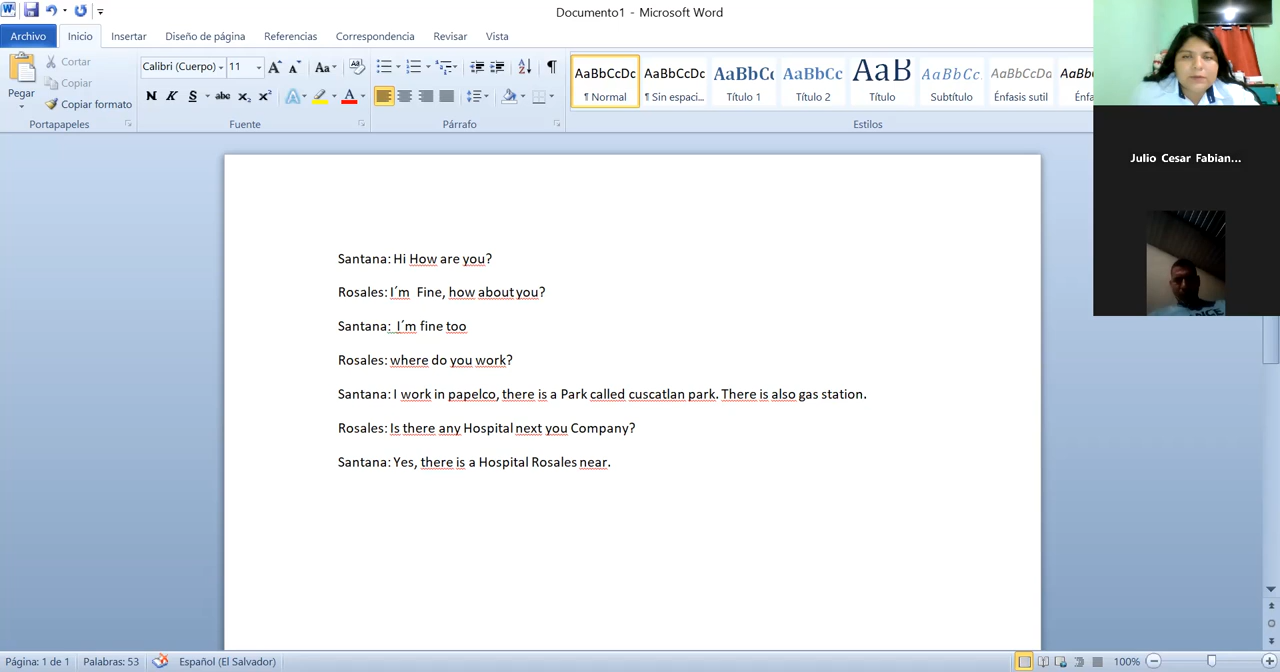 Documento1 - Microsoft Word
Archivo Inicio Insertar Diseño de página Referencias Correspondencia Revisar Vista
Pegar
Cortar
Copiar
Copiar formato
Portapapeles
Calibri (Cuerpo) 11
Fuente
Párrafo
AaBbCcDc AaBbCcDc AaBbCc AaBbCc AaB AaBbCc. AaBbCcDc AaBb
¶ Normal ¶ Sin espaci... Título 1 Título 2 Título Subtítulo Énfasis sutil Énfa
Estilos
Julio Cesar Fabian...
Santana: Hi How are you?
Rosales: I´m Fine, how about you?
Santana: I´m fine too
Rosales: where do you work?
Santana: I work in papelco, there is a Park called cuscatlan park. There is also gas station.
Rosales: Is there any Hospital next you Company?
Santana: Yes, there is a Hospital Rosales near.
Página: 1 de 1 Palabras: 53 Español (El Salvador) 100%